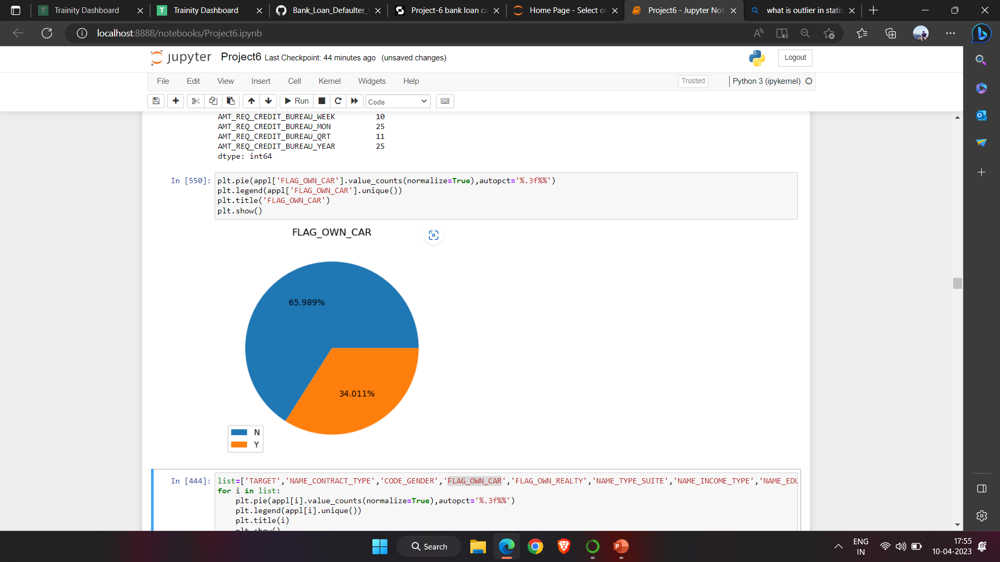 Trainity Dashboard
Trainity Dashboard
Bank_Loan_Defaulter_
Project-6 bank loan ca
Home Page - Select or
Project6 - Jupyter Not
what is outlier in statis
localhost:8888/notebooks/Project6.ipynb
jupyter Project6 Last Checkpoint: 44 minutes ago (unsaved changes)
Logout
File Edit View Insert Cell Kernel Widgets Help
Trusted
Python 3 (ipykernel)
Run
Code
AMT_REQ_CREDIT_BUREAU_WEEK 10
AMT_REQ_CREDIT_BUREAU_MON 25
AMT_REQ_CREDIT_BUREAU_QRT 11
AMT_REQ_CREDIT_BUREAU_YEAR 25
dtype: int64
In [550]: plt.pie(appl['FLAG_OWN_CAR'].value_counts(normalize=True),autopct='%.3f%%')
plt.legend(appl['FLAG_OWN_CAR'].unique())
plt.title('FLAG_OWN_CAR')
plt.show()
FLAG_OWN_CAR
65.989%
34.011%
N
Y
In [444]: list=['TARGET','NAME_CONTRACT_TYPE','CODE_GENDER','FLAG_OWN_CAR','FLAG_OWN_REALTY','NAME_TYPE_SUITE','NAME_INCOME_TYPE','NAME_EDU
for i in list:
plt.pie(appl[i].value_counts(normalize=True),autopct='%.3f%%')
plt.legend(appl[i].unique())
plt.title(i)
plt.show()
Search
ENG
IN
17:55
10-04-2023